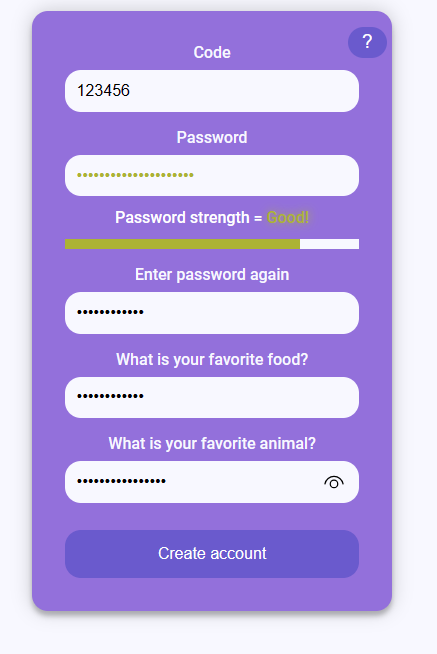 ?
Code
123456
Password
•••••••••••••••••••••
Password strength = Good!
Enter password again
••••••••••••
What is your favorite food?
••••••••••••
What is your favorite animal?
••••••••••••••••
Create account